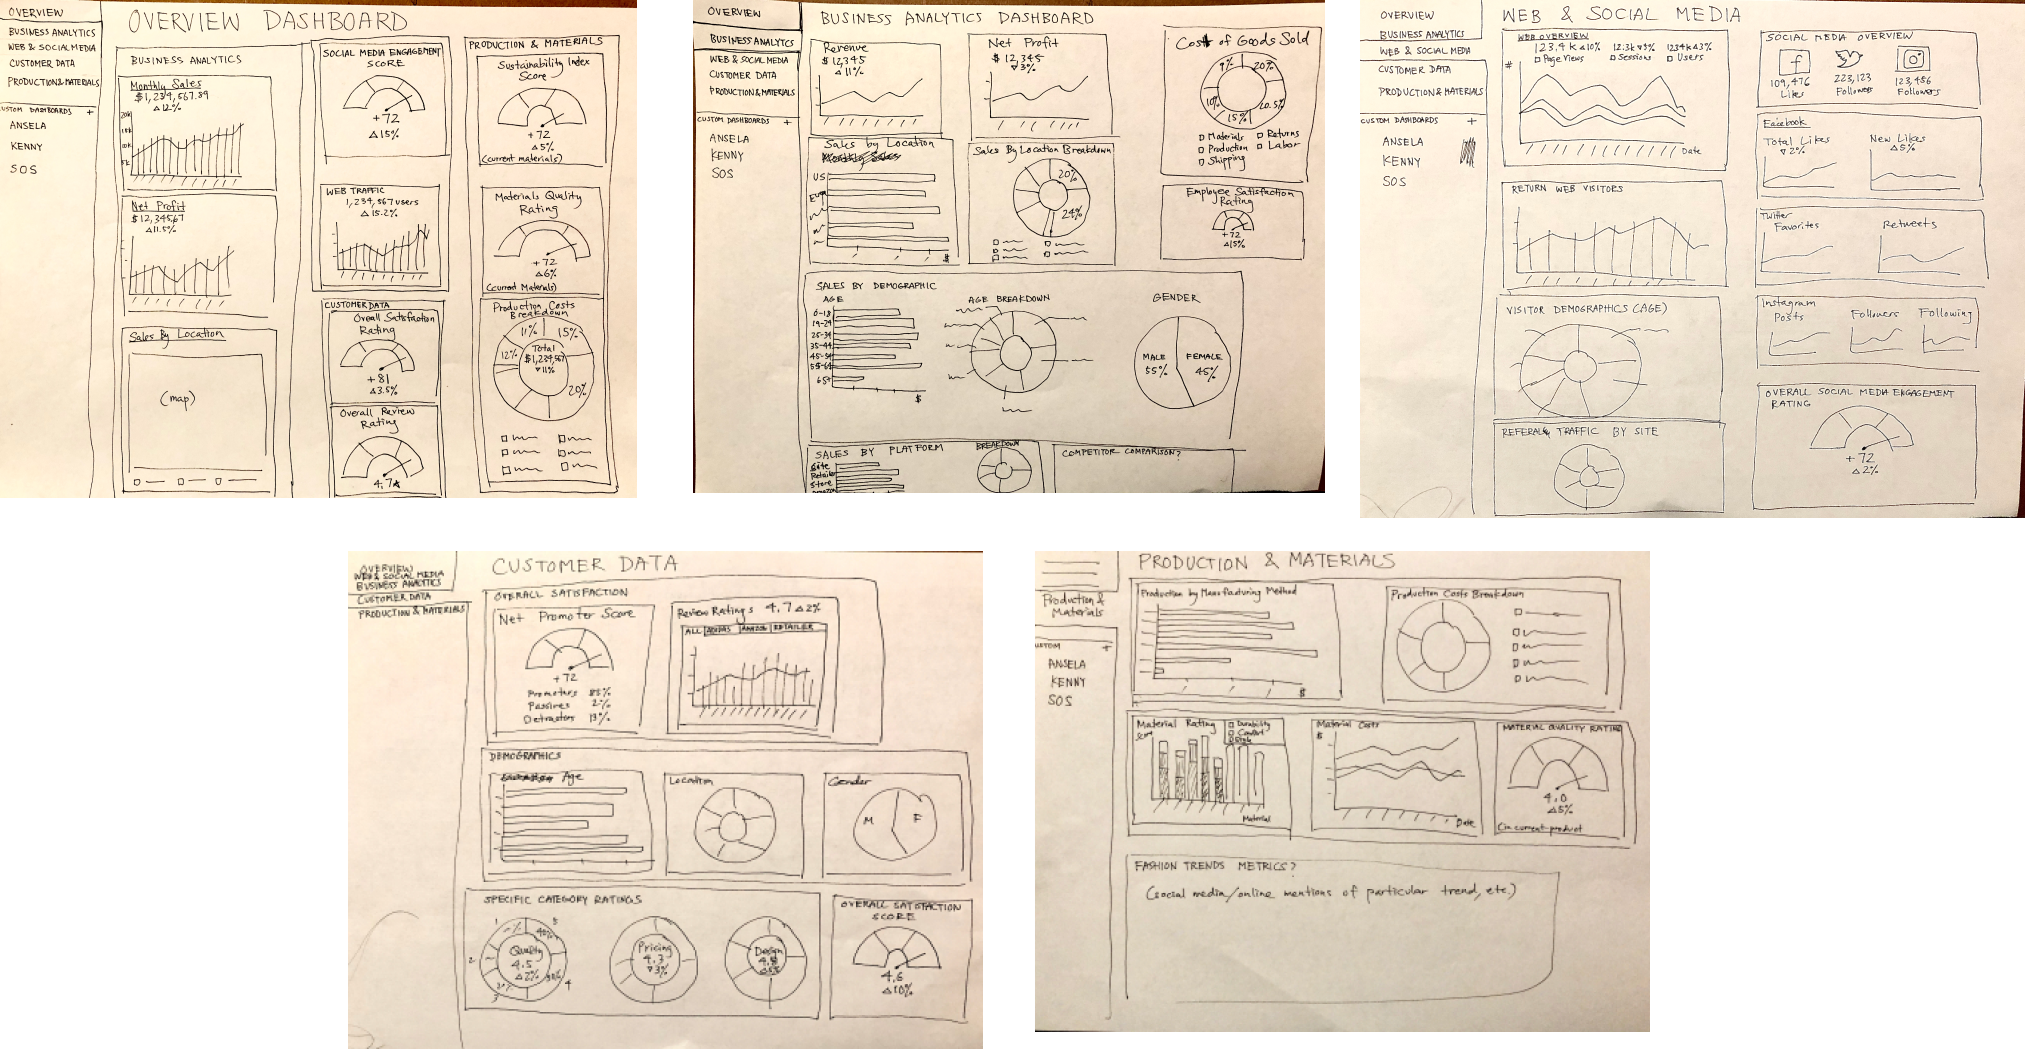 OVERVIEW
BUSINESS ANALYTICS
WEB & SOCIAL MEDIA
CUSTOMER DATA
PRODUCTION & MATERIALS
CUSTOM DASHBOARDS +
ANSELA
KENNY
SOS
OVERVIEW DASHBOARD
BUSINESS ANALYTICS
Monthly Sales
$1,234,567.89
△12%
20k
15k
10k
5k
Net Profit
$12,345.67
△11.5%
Sales By Location
(map)
SOCIAL MEDIA ENGAGEMENT
SCORE
+72
△15%
WEB TRAFFIC
1,234,567 users
△15.2%
CUSTOMER DATA
Overall Satisfaction
Rating
+81
△3.5%
Overall Review
Rating
4.7★
PRODUCTION & MATERIALS
Sustainability Index
Score
+72
△5%
(current materials)
Materials Quality
Rating
+72
△6%
(current Materials)
Production Costs
Breakdown
11% 15%
12%
Total
$1,234,567
▽11%
20%
OVERVIEW
BUSINESS ANALYTCS
WEB & SOCIAL MEDIA
CUSTOMER DATA
PRODUCTION & MATERIALS
CUSTOM DASHBOARDS +
ANSELA
KENNY
SOS
BUSINESS ANALYTICS DASHBOARD
Revenue
$12,345
△11%
Net Profit
$12,345
▽3%
Cost of Goods Sold
9% 20%
10% 20.5%
15%
Materials Returns
Production Labor
Shipping
Sales by Location
US
$
Sales By Location Breakdown
20%
24%
Employee Satisfaction
Rating
+72
△15%
SALES BY DEMOGRAPHIC
AGE
0-18
19-24
25-34
35-44
45-54
55-64
65+
$
AGE BREAKDOWN
GENDER
MALE
55%
FEMALE
45%
SALES BY PLATFORM
Site
Retailer
Store
Amazon
BREAKDOWN
COMPETITOR COMPARISON?
OVERVIEW
BUSINESS ANALYTICS
WEB & SOCIAL MEDIA
CUSTOMER DATA
PRODUCTION & MATERIALS
CUSTOM DASHBOARDS +
ANSELA
KENNY
SOS
WEB & SOCIAL MEDIA
WEB OVERVIEW
123.4k △10% 12.3k ▽9% 1234k △3%
Page Views Sessions Users
#
Date
RETURN WEB VISITORS
VISITOR DEMOGRAPHICS (AGE)
REFERAL TRAFFIC BY SITE
SOCIAL MEDIA OVERVIEW
f
109,476
Likes
223,123
Followers
123,456
Followers
Facebook
Total Likes
▽2%
New Likes
△5%
Twitter
Favorites
Retweets
Instagram
Posts
Followers
Following
OVERALL SOCIAL MEDIA ENGAGEMENT
RATING
+72
△2%
OVERVIEW
WEB & SOCIAL MEDIA
BUSINESS ANALYTICS
CUSTOMER DATA
PRODUCTION & MATERIALS
CUSTOMER DATA
OVERALL SATISFACTION
Net Promoter Score
+72
Promoters 85%
Passives 2%
Detractors 13%
Review Ratings 4.7 △2%
ALL ADIDAS AMAZON RETAILER
DEMOGRAPHICS
Age
Location
Gender
M F
SPECIFIC CATEGORY RATINGS
1
5
2
3
4
Quality
4.5
△2%
Pricing
4.3
▽3%
Design
4.8
OVERALL SATISFACTION
SCORE
4.6
△10%
PRODUCTION & MATERIALS
Production &
Materials
CUSTOM +
ANSELA
KENNY
SOS
Production by Manufacturing Method
$
Production Costs Breakdown
Material Rating
Score
Durability
Comfort
Style
Material
Material Costs
$
Date
MATERIAL QUALITY RATING
4.0
△5%
(in current product
FASHION TRENDS METRICS?
(social media/online mentions of particular trend, etc.)